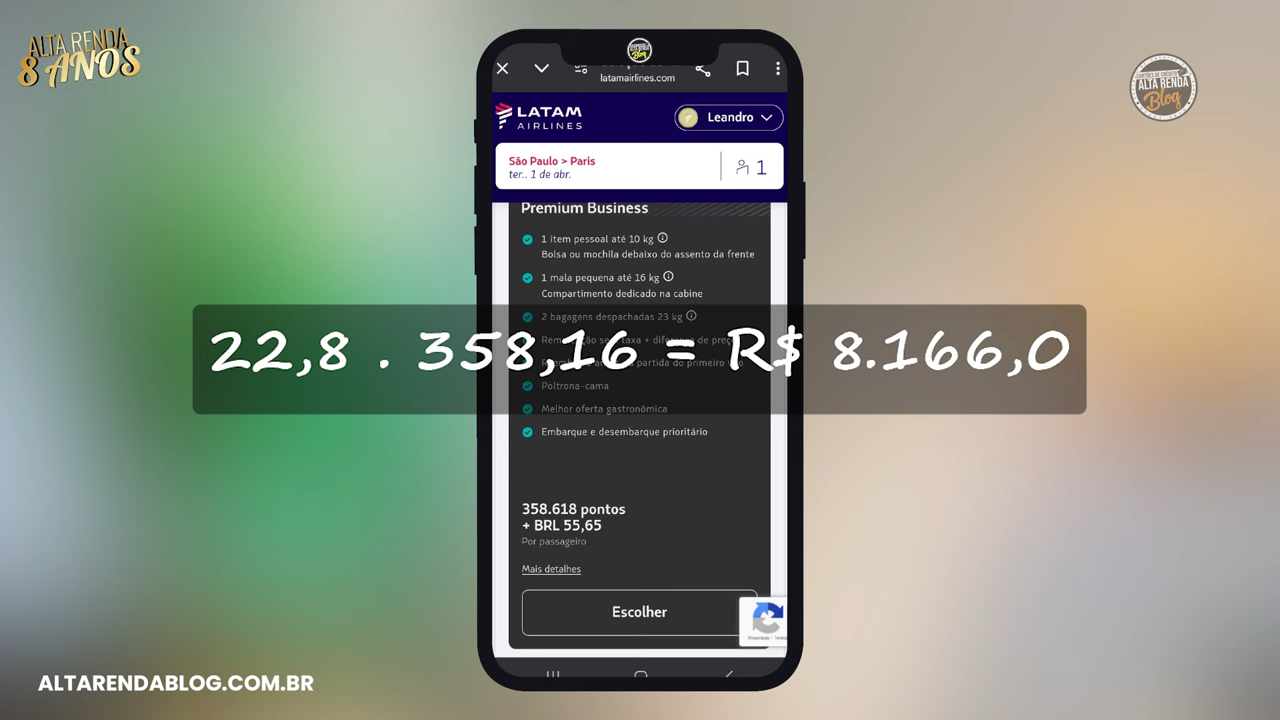 ALTA RENDA
8 ANOS
CARTÕES DE CRÉDITO
ALTA RENDA
Blog
latamairlines.com
LATAM
AIRLINES
Leandro
São Paulo > Paris
ter.. 1 de abr.
1
Premium Business
1 item pessoal até 10 kg
Bolsa ou mochila debaixo do assento da frente
1 mala pequena até 16 kg
Compartimento dedicado na cabine
2 bagagens despachadas 23 kg
22,8 . 358,16 = R$ 8.166,0
Poltrona-cama
Melhor oferta gastronômica
Embarque e desembarque prioritário
358.618 pontos
+ BRL 55,65
Por passageiro
Mais detalhes
Escolher
ALTARENDABLOG.COM.BR